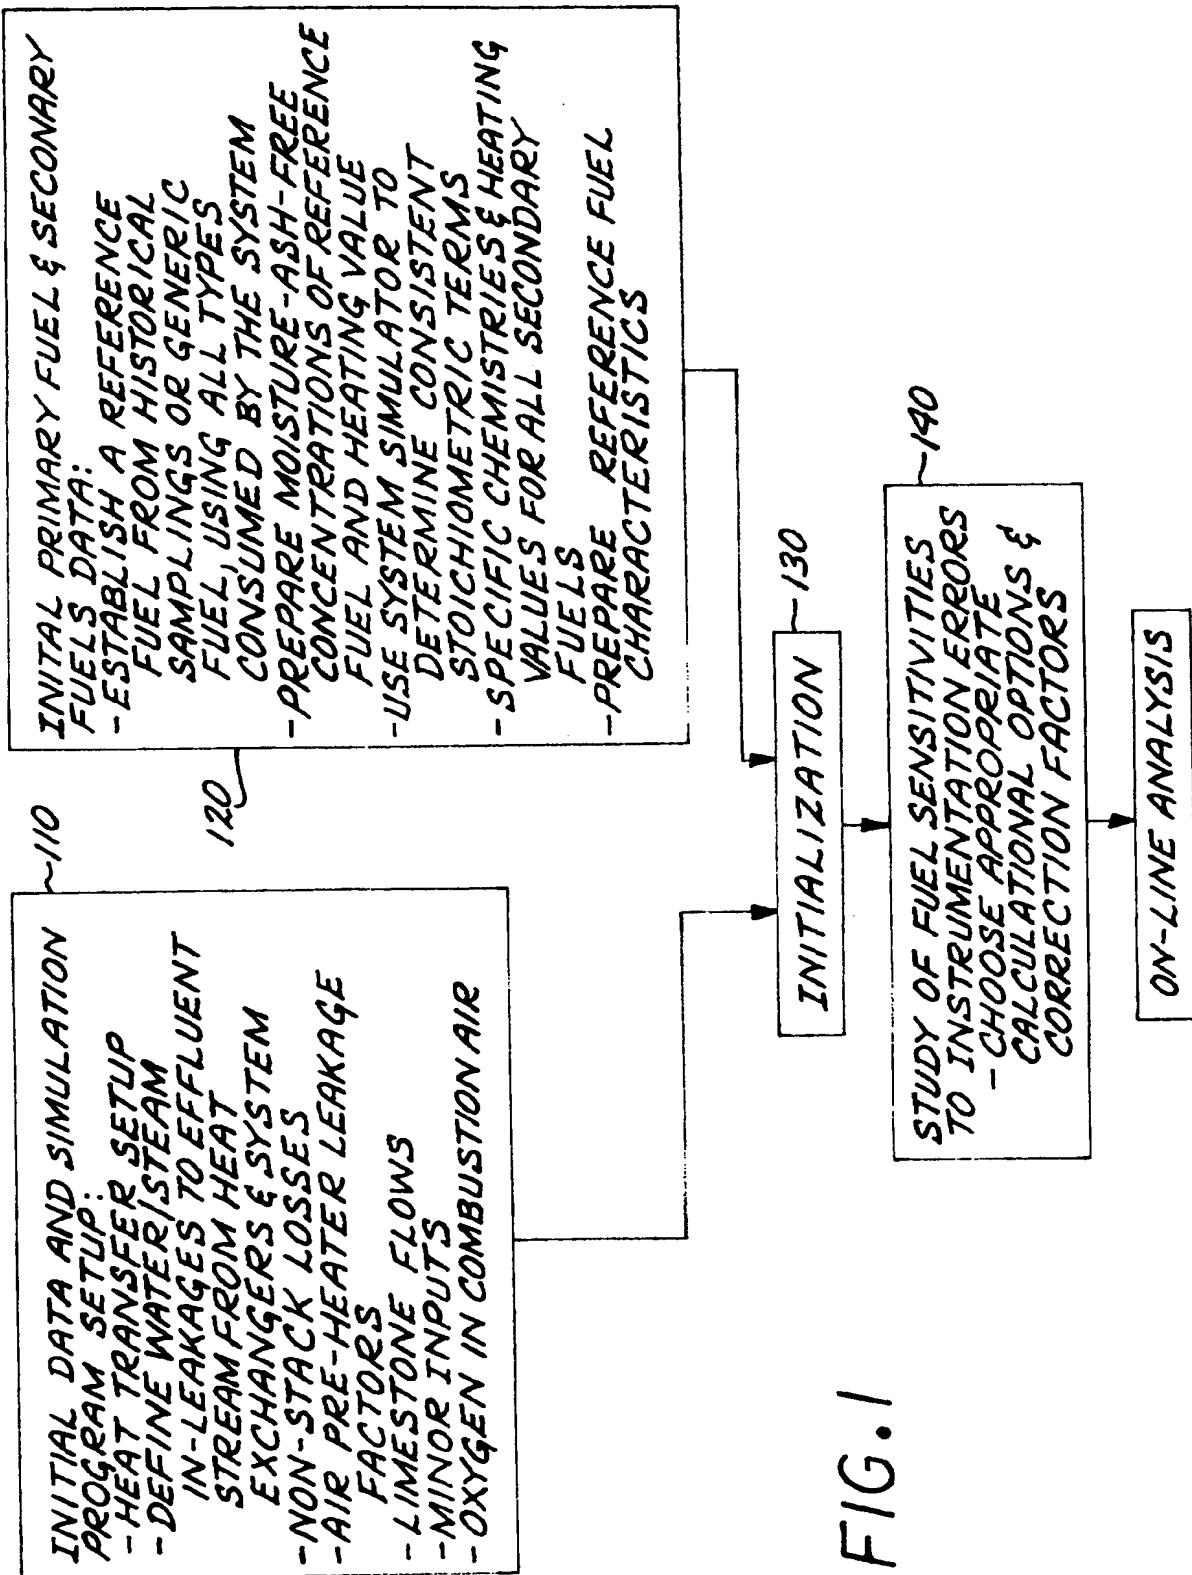 INITIAL DATA AND SIMULATION
PROGRAM SETUP:
- HEAT TRANSFER SETUP
- DEFINE WATER/STEAM
IN-LEAKAGES TO EFFLUENT
STREAM FROM HEAT
EXCHANGERS & SYSTEM
- NON-STACK LOSSES
- AIR PRE-HEATER LEAKAGE
FACTORS
- LIMESTONE FLOWS
- MINOR INPUTS
- OXYGEN IN COMBUSTION AIR
110
INITAL PRIMARY FUEL & SECONARY
FUELS DATA:
- ESTABLISH A REFERENCE
FUEL FROM HISTORICAL
SAMPLINGS OR GENERIC
FUEL, USING ALL TYPES
CONSUMED BY THE SYSTEM
- PREPARE MOISTURE-ASH-FREE
CONCENTRATIONS OF REFERENCE
FUEL AND HEATING VALUE
- USE SYSTEM SIMULATOR TO
DETERMINE CONSISTENT
STOICHIOMETRIC TERMS
- SPECIFIC CHEMISTRIES & HEATING
VALUES FOR ALL SECONDARY
FUELS
- PREPARE REFERENCE FUEL
CHARACTERISTICS
120
INITIALIZATION
130
STUDY OF FUEL SENSITIVITIES
TO INSTRUMENTATION ERRORS
- CHOOSE APPROPRIATE
CALCULATIONAL OPTIONS &
CORRECTION FACTORS
140
ON-LINE ANALYSIS
FIG. 1